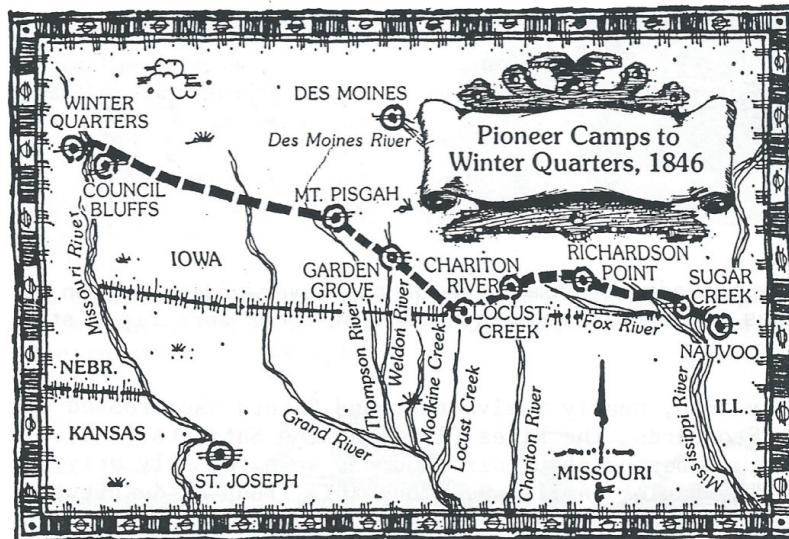 WINTER
QUARTERS
DES MOINES
Pioneer Camps to
Winter Quarters, 1846
Des Moines River
COUNCIL
BLUFFS
MT. PISGAH
Missouri River
IOWA
GARDEN
GROVE
CHARITON
RIVER
RICHARDSON
POINT
SUGAR
CREEK
LOCUST
CREEK
Fox River
NAUVOO
Thompson River
Weldon River
Modkine Creek
Locust Creek
Chariton River
Mississippi River
Grand River
NEBR.
KANSAS
ILL.
ST. JOSEPH
MISSOURI